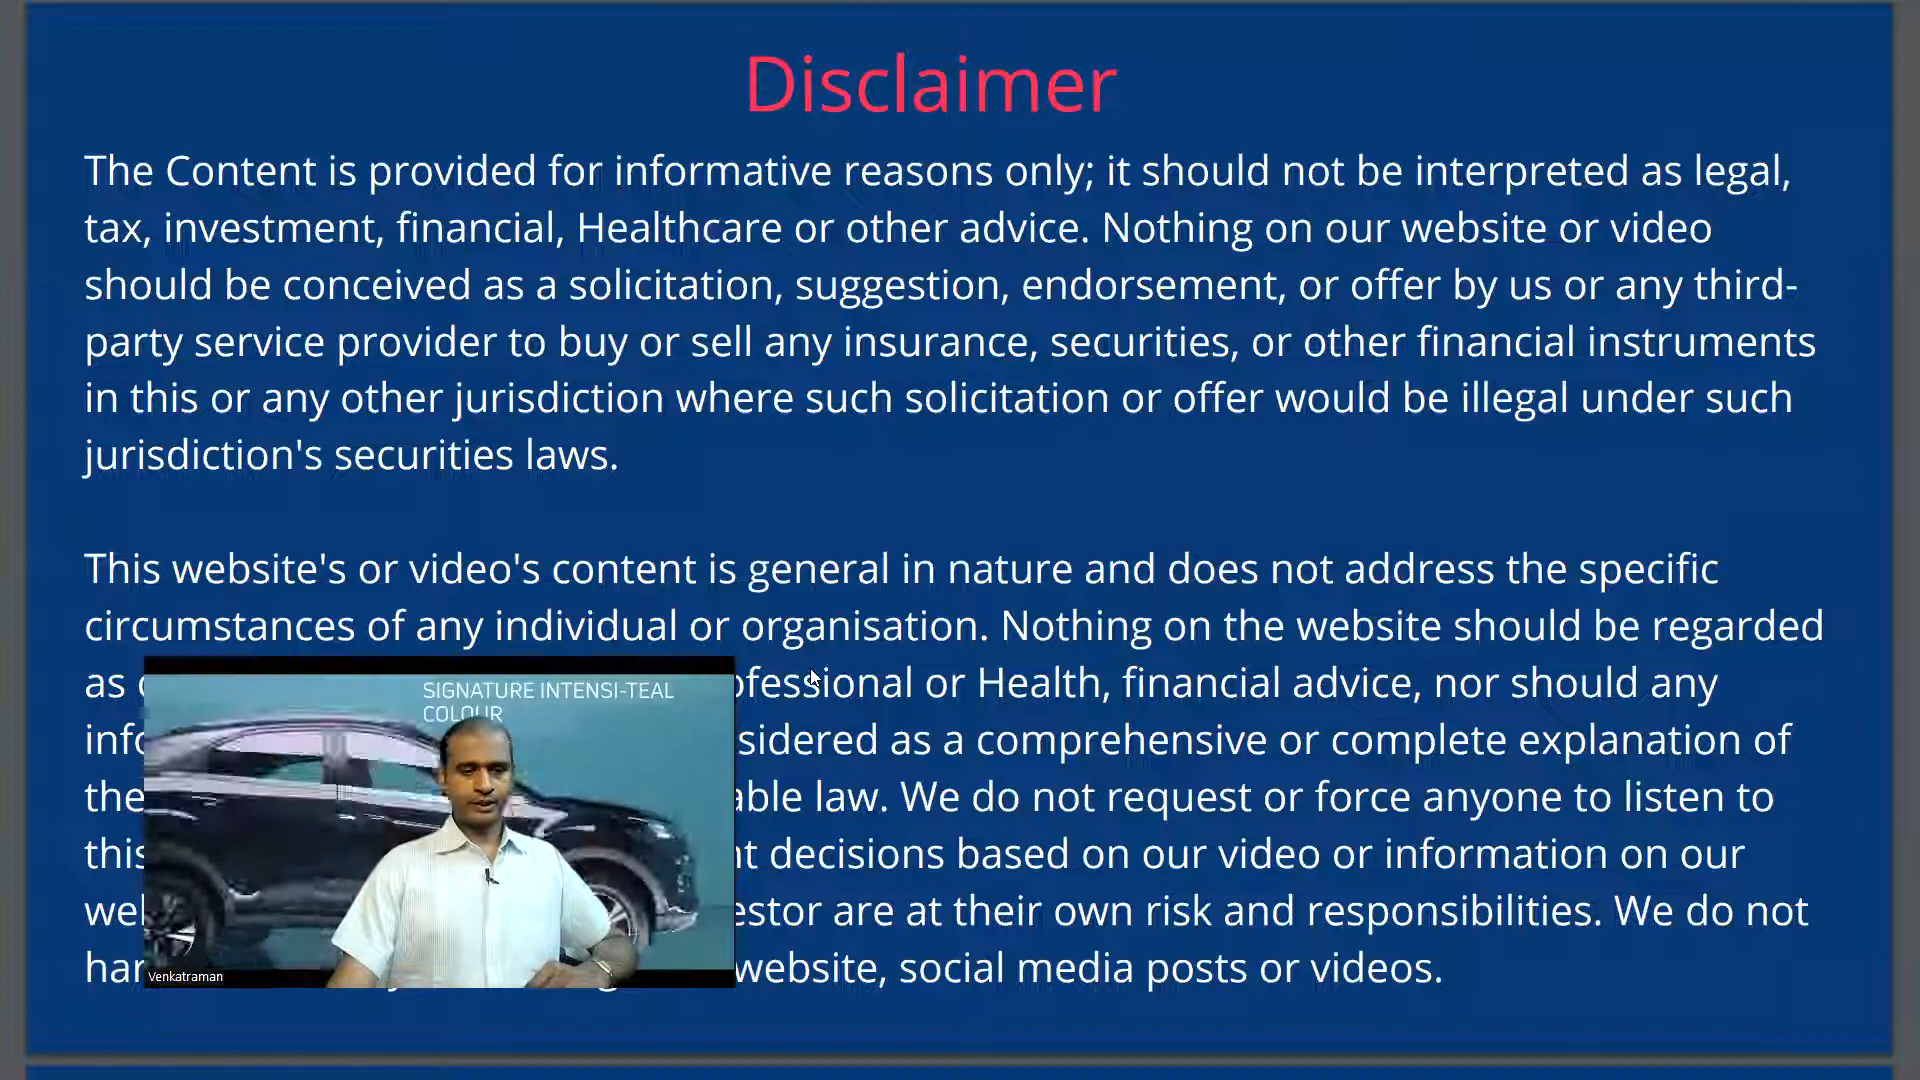 Disclaimer
The Content is provided for informative reasons only; it should not be interpreted as legal,
tax, investment, financial, Healthcare or other advice. Nothing on our website or video
should be conceived as a solicitation, suggestion, endorsement, or offer by us or any third-
party service provider to buy or sell any insurance, securities, or other financial instruments
in this or any other jurisdiction where such solicitation or offer would be illegal under such
jurisdiction's securities laws.
This website's or video's content is general in nature and does not address the specific
circumstances of any individual or organisation. Nothing on the website should be regarded
as or Health, financial advice, nor should any
as a comprehensive or complete explanation of
the law. We do not request or force anyone to listen to
decisions based on our video or information on our
are at their own risk and responsibilities. We do not
website, social media posts or videos.
SIGNATURE INTENSI-TEAL
COLOUR
Venkatraman